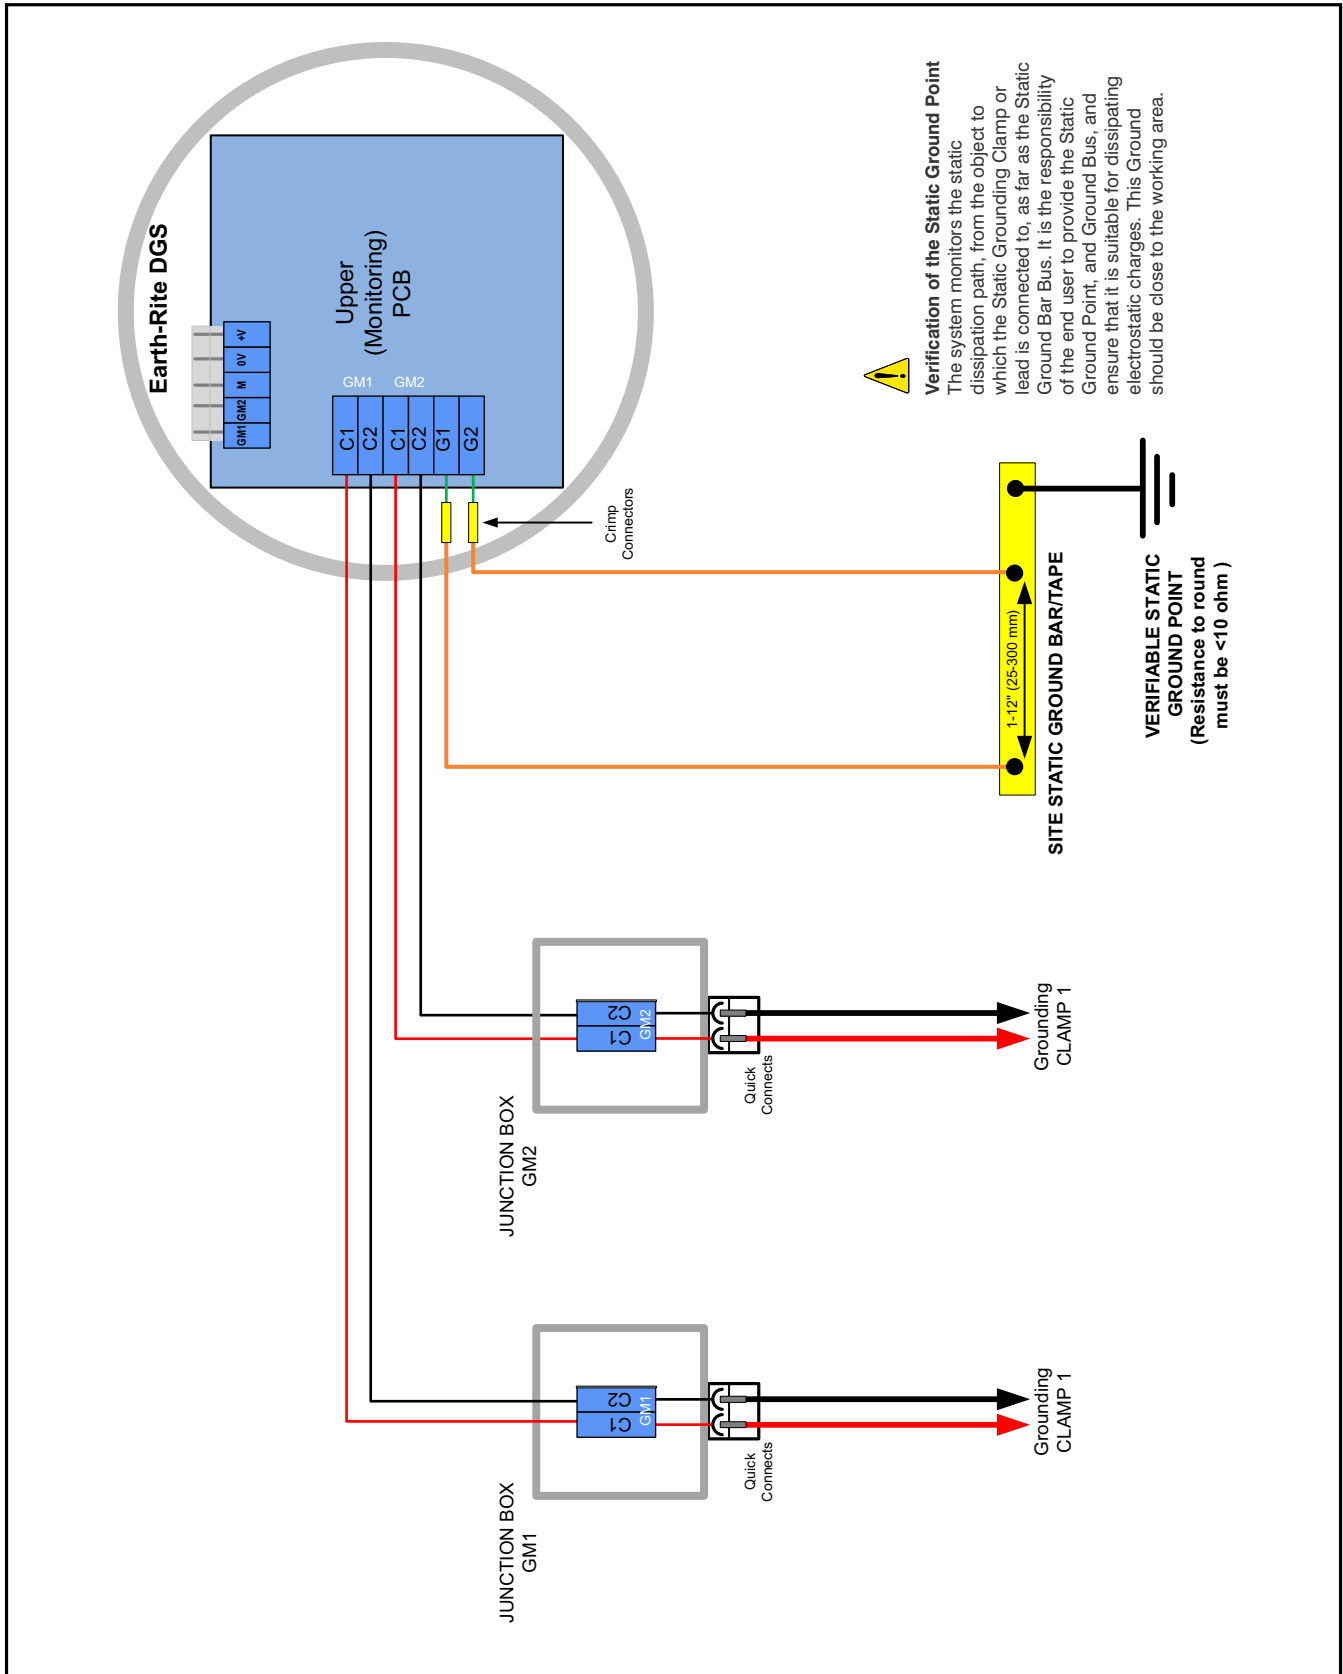 Earth-Rite DGS
GM1
GM2
M
0V
+V
Upper
(Monitoring)
PCB
GM1
GM2
C1
C2
C1
C2
G1
G2
Crimp
Connectors
Verification of the Static Ground Point
The system monitors the static
dissipation path, from the object to
which the Static Grounding Clamp or
lead is connected to, as far as the Static
Ground Bar Bus. It is the responsibility
of the end user to provide the Static
Ground Point, and Ground Bus, and
ensure that it is suitable for dissipating
electrostatic charges. This Ground
should be close to the working area.
1-12" (25-300 mm)
SITE STATIC GROUND BAR/TAPE
VERIFIABLE STATIC
GROUND POINT
(Resistance to round
must be <10 ohm )
JUNCTION BOX
GM2
C1
C2
GM2
Quick
Connects
Grounding
CLAMP 1
JUNCTION BOX
GM1
C1
C2
GM1
Quick
Connects
Grounding
CLAMP 1